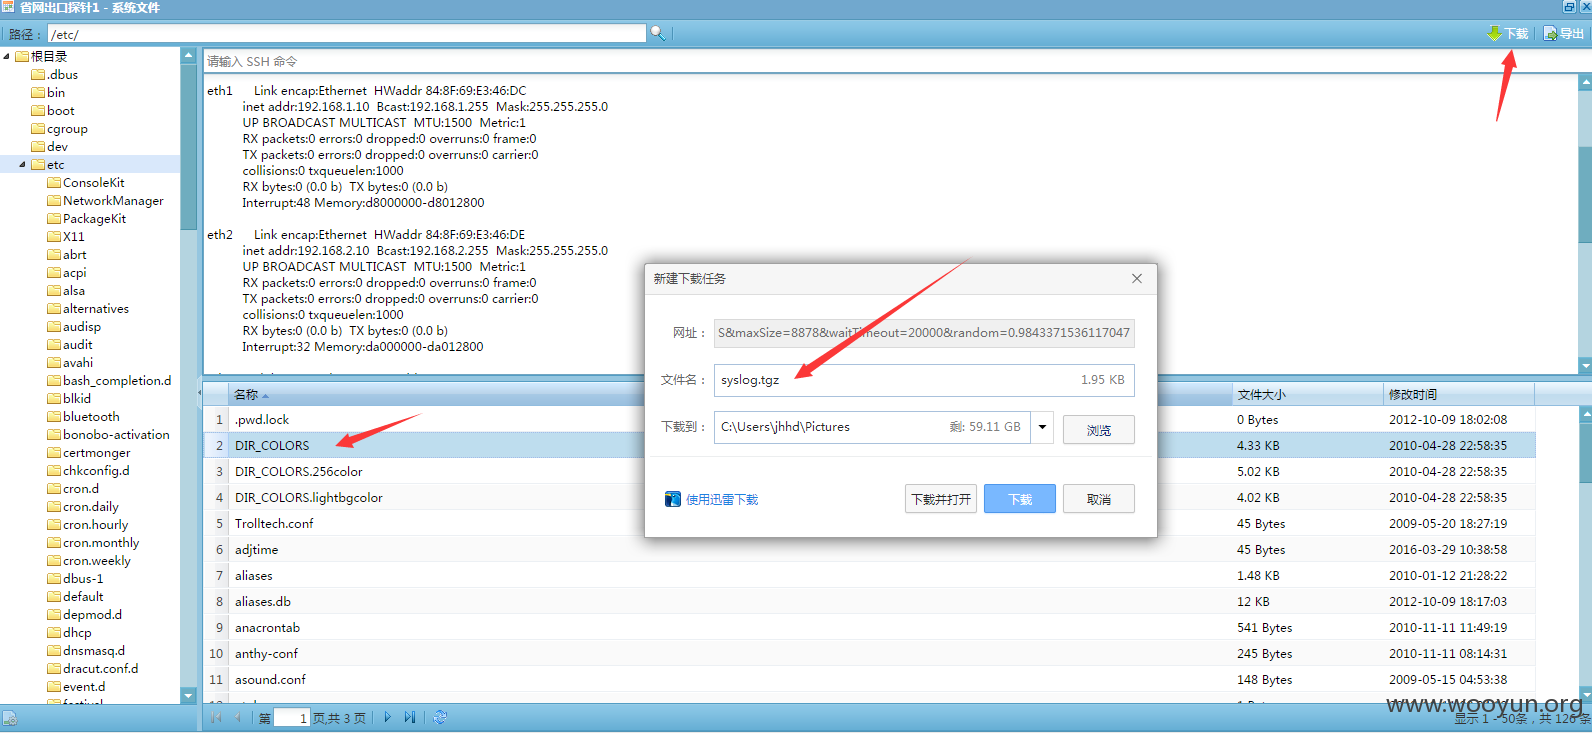 省网出口探针1 - 系统文件
路径： /etc/
下载 导出
根目录
.dbus
bin
boot
cgroup
dev
etc
ConsoleKit
NetworkManager
PackageKit
X11
abrt
acpi
alsa
alternatives
audisp
audit
avahi
bash_completion.d
blkid
bluetooth
bonobo-activation
certmonger
chkconfig.d
cron.d
cron.daily
cron.hourly
cron.monthly
cron.weekly
dbus-1
default
depmod.d
dhcp
dnsmasq.d
dracut.conf.d
event.d
festival
请输入 SSH 命令
eth1 Link encap:Ethernet HWaddr 84:8F:69:E3:46:DC
inet addr:192.168.1.10 Bcast:192.168.1.255 Mask:255.255.255.0
UP BROADCAST MULTICAST MTU:1500 Metric:1
RX packets:0 errors:0 dropped:0 overruns:0 frame:0
TX packets:0 errors:0 dropped:0 overruns:0 carrier:0
collisions:0 txqueuelen:1000
RX bytes:0 (0.0 b) TX bytes:0 (0.0 b)
Interrupt:48 Memory:d8000000-d8012800
eth2 Link encap:Ethernet HWaddr 84:8F:69:E3:46:DE
inet addr:192.168.2.10 Bcast:192.168.2.255 Mask:255.255.255.0
UP BROADCAST MULTICAST MTU:1500 Metric:1
RX packets:0 errors:0 dropped:0 overruns:0 frame:0
TX packets:0 errors:0 dropped:0 overruns:0 carrier:0
collisions:0 txqueuelen:1000
RX bytes:0 (0.0 b) TX bytes:0 (0.0 b)
Interrupt:32 Memory:da000000-da012800
新建下载任务
网址： S&maxSize=8878&waitTimeout=20000&random=0.9843371536117047
文件名： syslog.tgz 1.95 KB
下载到： C:\Users\jhhd\Pictures 剩: 59.11 GB 浏览
使用迅雷下载 下载并打开 下载 取消
名称 文件大小 修改时间
1 .pwd.lock 0 Bytes 2012-10-09 18:02:08
2 DIR_COLORS 4.33 KB 2010-04-28 22:58:35
3 DIR_COLORS.256color 5.02 KB 2010-04-28 22:58:35
4 DIR_COLORS.lightbgcolor 4.02 KB 2010-04-28 22:58:35
5 Trolltech.conf 45 Bytes 2009-05-20 18:27:19
6 adjtime 45 Bytes 2016-03-29 10:38:58
7 aliases 1.48 KB 2010-01-12 21:28:22
8 aliases.db 12 KB 2012-10-09 18:17:03
9 anacrontab 541 Bytes 2010-11-11 11:49:19
10 anthy-conf 245 Bytes 2010-11-11 08:14:31
11 asound.conf 148 Bytes 2009-05-15 04:53:38
www.wooyun.org
第 1 页,共 3 页 显示 1 - 50条，共 126 条